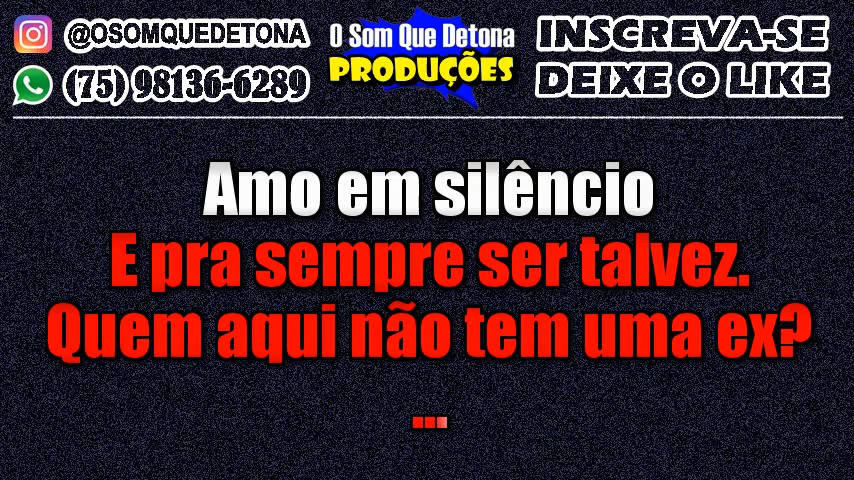 @OSOMQUEDETONA
(75) 98136-6289
O Som Que Detona
PRODUÇÕES
INSCREVA-SE
DEIXE O LIKE
Amo em silêncio
E pra sempre ser talvez.
Quem aqui não tem uma ex?
...